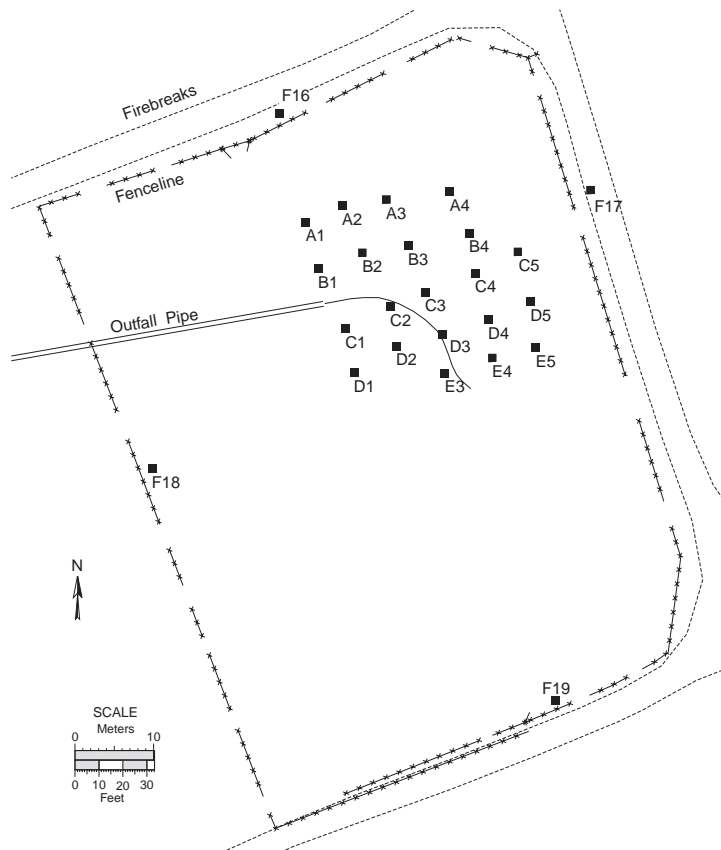 Firebreaks
F16
Fenceline
F17
A1
A2
A3
A4
B1
B2
B3
B4
C5
C4
C3
C2
C1
D5
D4
D3
D2
D1
E5
E4
E3
Outfall Pipe
F18
N
F19
SCALE
Meters
0 10
0 10 20 30
Feet